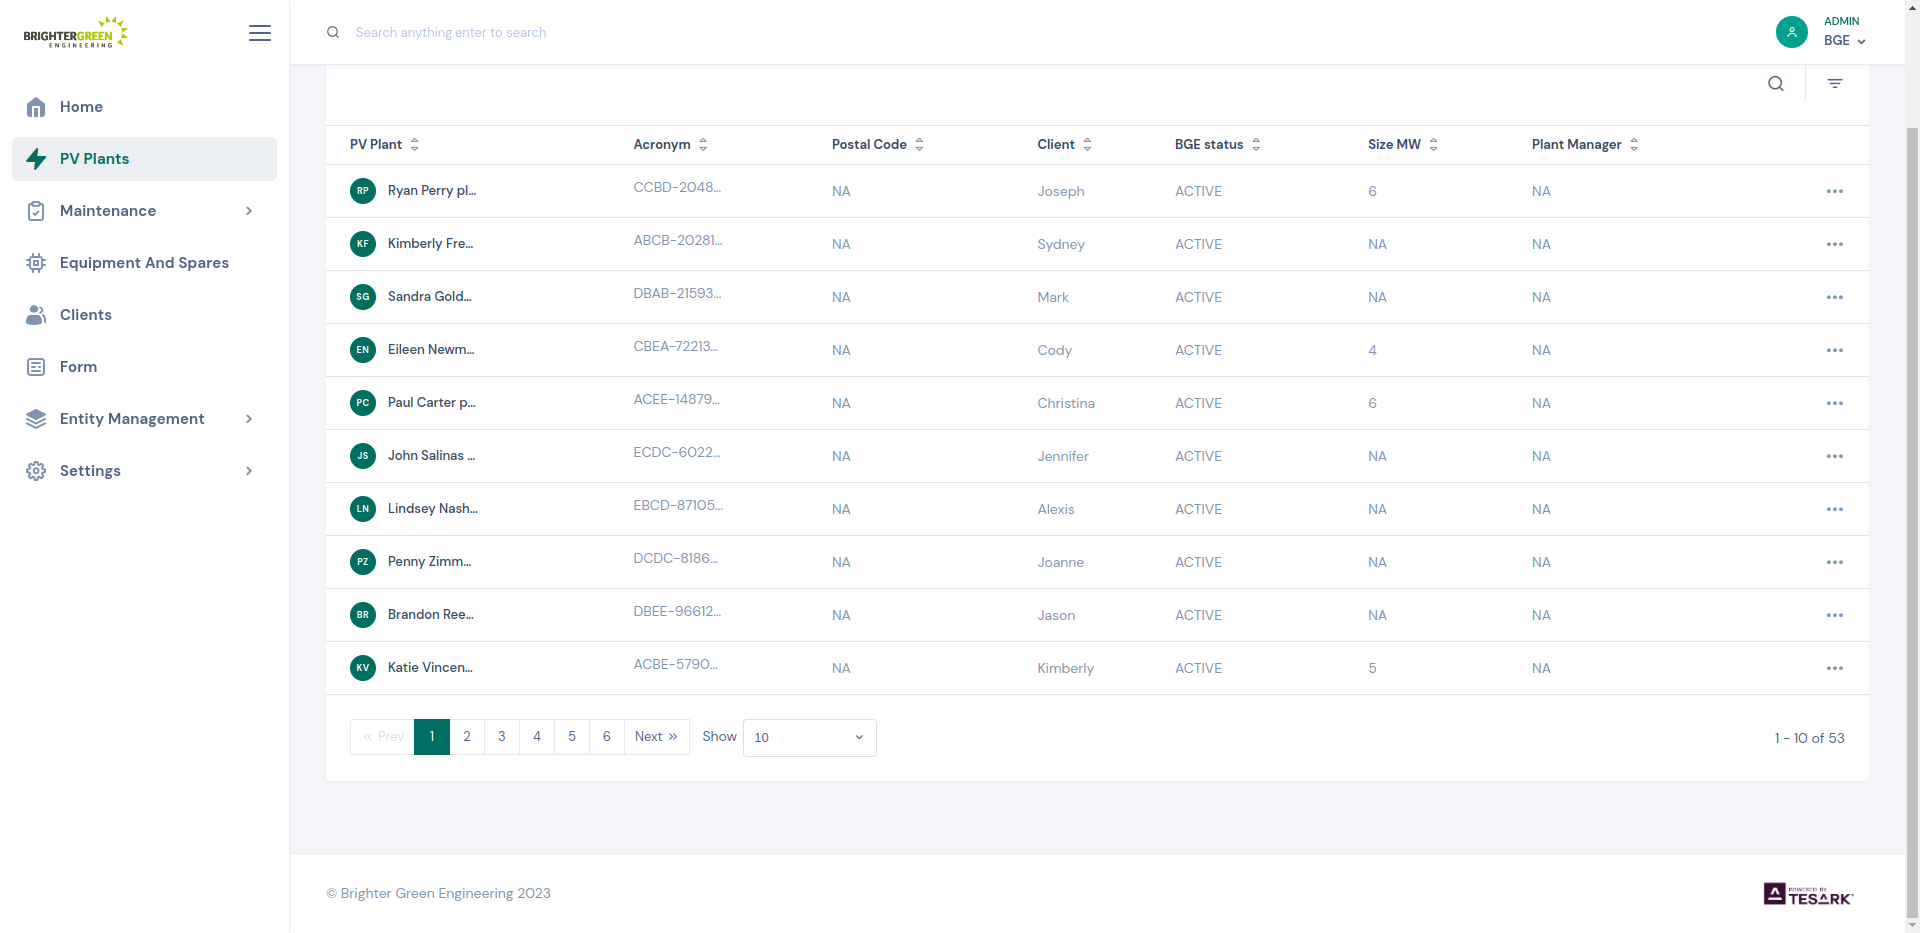 BRIGHTERGREEN
ENGINEERING
Search anything.enter to search
ADMIN
BGE
Home
PV Plants
Maintenance
Equipment And Spares
Clients
Form
Entity Management
Settings
PV Plant Acronym Postal Code Client BGE status Size MW Plant Manager
RP Ryan Perry pl... CCBD-2048... NA Joseph ACTIVE 6 NA
KF Kimberly Fre... ABCB-20281... NA Sydney ACTIVE NA NA
SG Sandra Gold... DBAB-21593... NA Mark ACTIVE NA NA
EN Eileen Newm... CBEA-72213... NA Cody ACTIVE 4 NA
PC Paul Carter p... ACEE-14879... NA Christina ACTIVE 6 NA
JS John Salinas ... ECDC-6022... NA Jennifer ACTIVE NA NA
LN Lindsey Nash... EBCD-87105... NA Alexis ACTIVE NA NA
PZ Penny Zimm... DCDC-8186... NA Joanne ACTIVE NA NA
BR Brandon Ree... DBEE-96612... NA Jason ACTIVE NA NA
KV Katie Vincen... ACBE-5790... NA Kimberly ACTIVE 5 NA
« Prev 1 2 3 4 5 6 Next » Show 10 1 - 10 of 53
© Brighter Green Engineering 2023
POWERED BY
TESARK